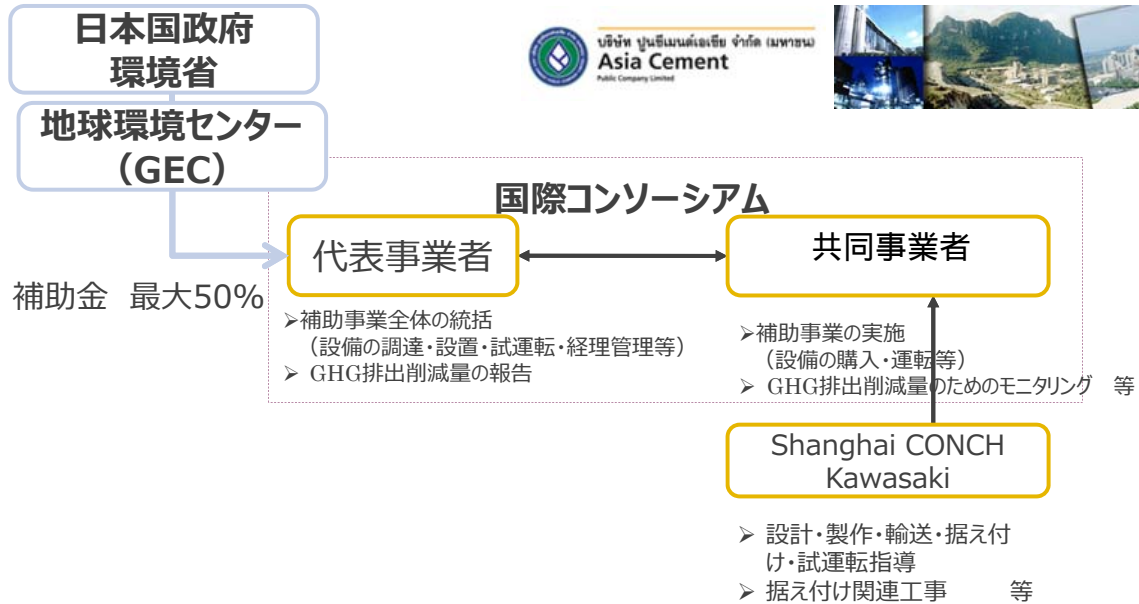 日本国政府
環境省
地球環境センター
（GEC）
บริษัท ปูนซีเมนต์เอเซีย จำกัด (มหาชน)
Asia Cement
Public Company Limited
国際コンソーシアム
代表事業者
共同事業者
補助金 最大50%
➢補助事業全体の統括
（設備の調達・設置・試運転・経理管理等）
➢ GHG排出削減量の報告
➢補助事業の実施
（設備の購入・運転等）
➢ GHG排出削減量のためのモニタリング 等
Shanghai CONCH
Kawasaki
➢ 設計・製作・輸送・据え付
け・試運転指導
➢ 据え付け関連工事 等